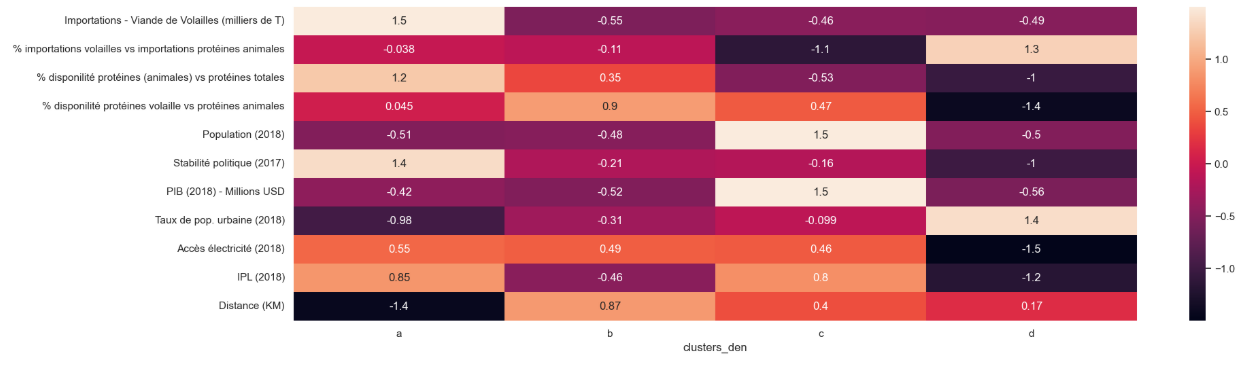 Importations - Viande de Volailles (milliers de T) 1.5 -0.55 -0.46 -0.49
% importations volailles vs importations protéines animales -0.038 -0.11 -1.1 1.3
% disponilité protéines (animales) vs protéines totales 1.2 0.35 -0.53 -1
% disponilité protéines volaille vs protéines animales 0.045 0.9 0.47 -1.4
Population (2018) -0.51 -0.48 1.5 -0.5
Stabilité politique (2017) 1.4 -0.21 -0.16 -1
PIB (2018) - Millions USD -0.42 -0.52 1.5 -0.56
Taux de pop. urbaine (2018) -0.98 -0.31 -0.099 1.4
Accès électricité (2018) 0.55 0.49 0.46 -1.5
IPL (2018) 0.85 -0.46 0.8 -1.2
Distance (KM) -1.4 0.87 0.4 0.17
a b c d
clusters_den
1.0
0.5
0.0
−0.5
−1.0